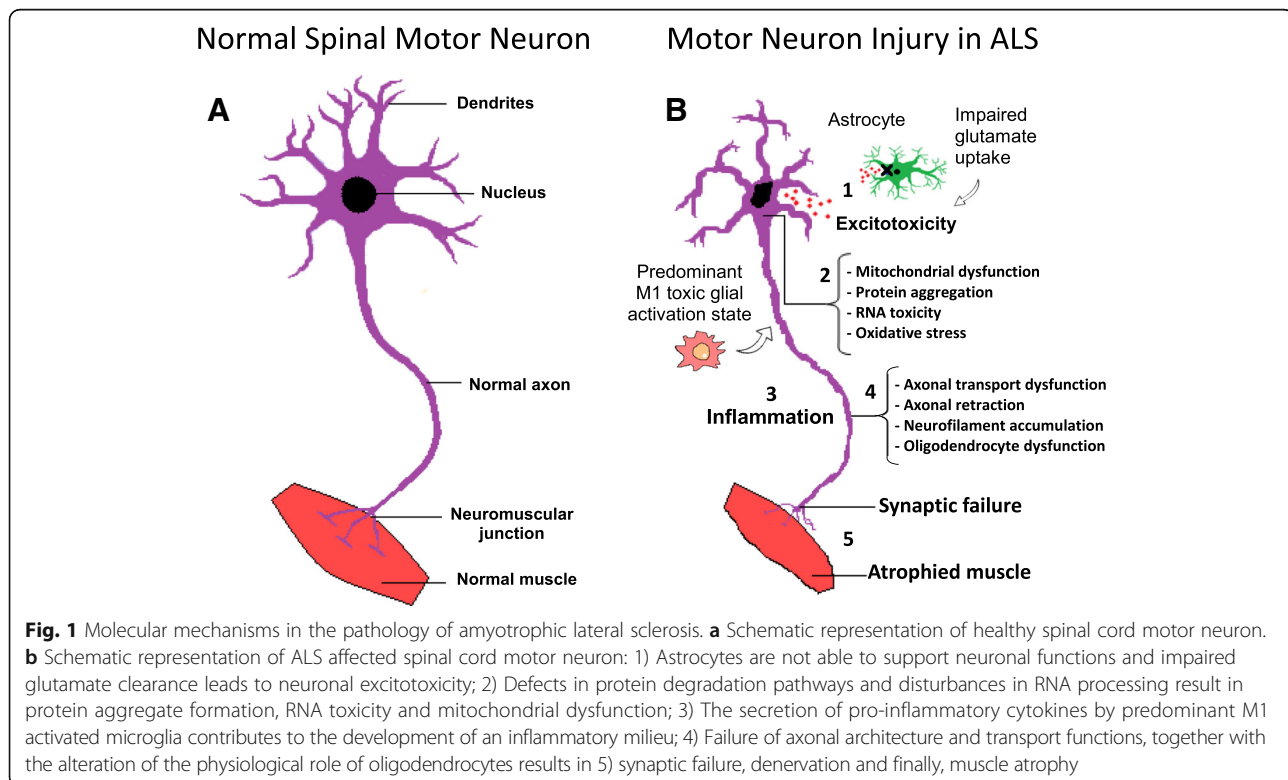 Normal Spinal Motor Neuron
Motor Neuron Injury in ALS
A
Dendrites
Nucleus
Normal axon
Neuromuscular
junction
Normal muscle
B
Astrocyte
Impaired
glutamate
uptake
1
Excitotoxicity
2
- Mitochondrial dysfunction
- Protein aggregation
- RNA toxicity
- Oxidative stress
Predominant
M1 toxic glial
activation state
3
Inflammation
4
- Axonal transport dysfunction
- Axonal retraction
- Neurofilament accumulation
- Oligodendrocyte dysfunction
Synaptic failure
5
Atrophied muscle
Fig. 1 Molecular mechanisms in the pathology of amyotrophic lateral sclerosis. a Schematic representation of healthy spinal cord motor neuron.
b Schematic representation of ALS affected spinal cord motor neuron: 1) Astrocytes are not able to support neuronal functions and impaired
glutamate clearance leads to neuronal excitotoxicity; 2) Defects in protein degradation pathways and disturbances in RNA processing result in
protein aggregate formation, RNA toxicity and mitochondrial dysfunction; 3) The secretion of pro-inflammatory cytokines by predominant M1
activated microglia contributes to the development of an inflammatory milieu; 4) Failure of axonal architecture and transport functions, together with
the alteration of the physiological role of oligodendrocytes results in 5) synaptic failure, denervation and finally, muscle atrophy